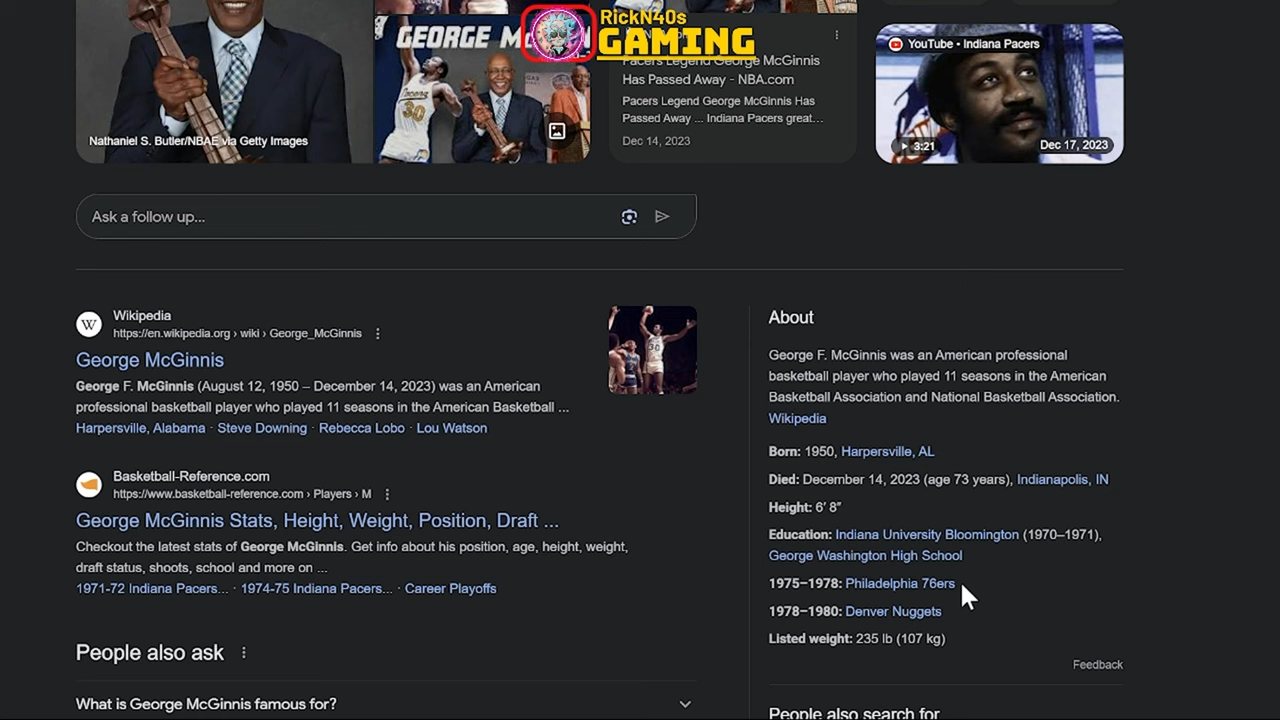 RickN40s
GAMING
GEORGE
Pacers
30
Nathaniel S. Butler/NBAE via Getty Images
Pacers Legend George McGinnis
Has Passed Away - NBA.com
Pacers Legend George McGinnis Has
Passed Away ... Indiana Pacers great...
Dec 14, 2023
YouTube • Indiana Pacers
3:21
Dec 17, 2023
Ask a follow up...
W
Wikipedia
https://en.wikipedia.org › wiki › George_McGinnis
George McGinnis
George F. McGinnis (August 12, 1950 – December 14, 2023) was an American
professional basketball player who played 11 seasons in the American Basketball ...
Harpersville, Alabama · Steve Downing · Rebecca Lobo · Lou Watson
30
Basketball-Reference.com
https://www.basketball-reference.com › Players › M
George McGinnis Stats, Height, Weight, Position, Draft ...
Checkout the latest stats of George McGinnis. Get info about his position, age, height, weight,
draft status, shoots, school and more on ...
1971-72 Indiana Pacers... · 1974-75 Indiana Pacers... · Career Playoffs
People also ask
What is George McGinnis famous for?
About
George F. McGinnis was an American professional
basketball player who played 11 seasons in the American
Basketball Association and National Basketball Association.
Wikipedia
Born: 1950, Harpersville, AL
Died: December 14, 2023 (age 73 years), Indianapolis, IN
Height: 6′ 8″
Education: Indiana University Bloomington (1970–1971),
George Washington High School
1975–1978: Philadelphia 76ers
1978–1980: Denver Nuggets
Listed weight: 235 lb (107 kg)
Feedback
People also search for